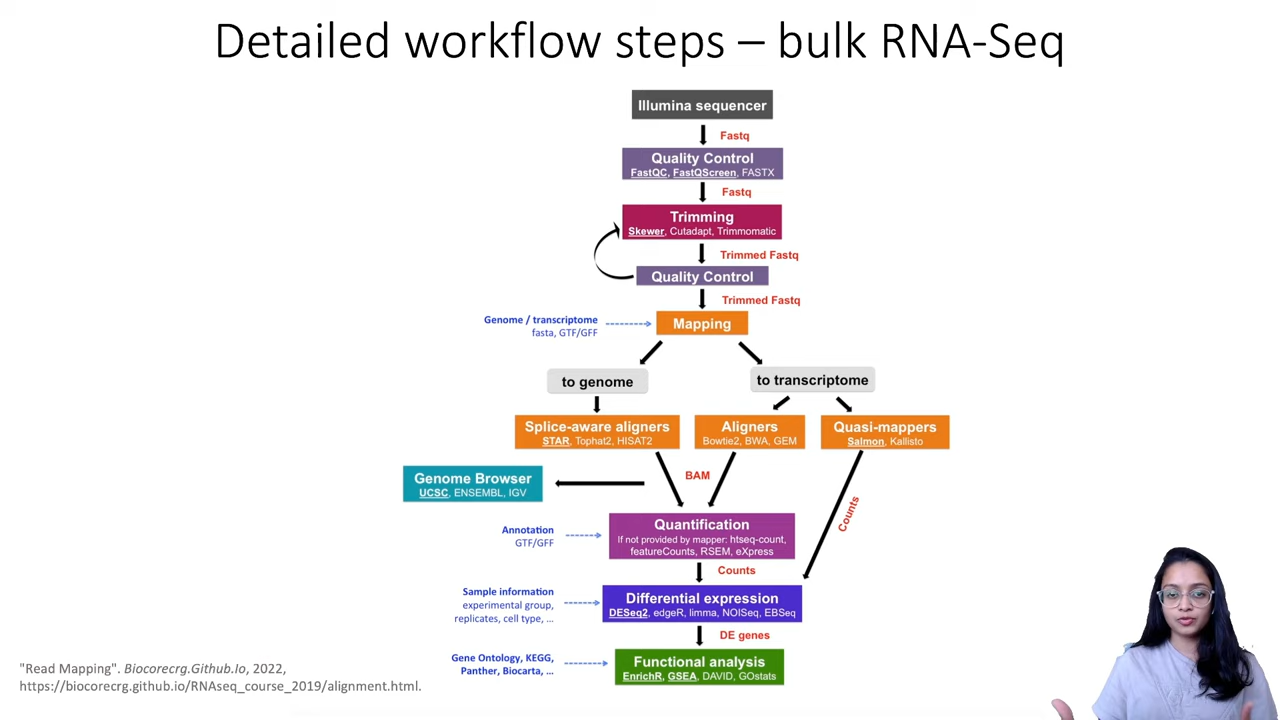 Detailed workflow steps – bulk RNA-Seq
Illumina sequencer
Fastq
Quality Control
FastQC, FastQScreen, FASTX
Fastq
Trimming
Skewer, Cutadapt, Trimmomatic
Trimmed Fastq
Quality Control
Trimmed Fastq
Genome / transcriptome
fasta, GTF/GFF
Mapping
to genome
to transcriptome
Splice-aware aligners
STAR, Tophat2, HISAT2
Aligners
Bowtie2, BWA, GEM
Quasi-mappers
Salmon, Kallisto
BAM
Genome Browser
UCSC, ENSEMBL, IGV
Counts
Annotation
GTF/GFF
Quantification
If not provided by mapper: htseq-count,
featureCounts, RSEM, eXpress
Counts
Sample information
experimental group,
replicates, cell type, ...
Differential expression
DESeq2, edgeR, limma, NOISeq, EBSeq
DE genes
Gene Ontology, KEGG,
Panther, Biocarta, ...
Functional analysis
EnrichR, GSEA, DAVID, GOstats
"Read Mapping". Biocorecrg.Github.Io, 2022,
https://biocorecrg.github.io/RNAseq_course_2019/alignment.html.